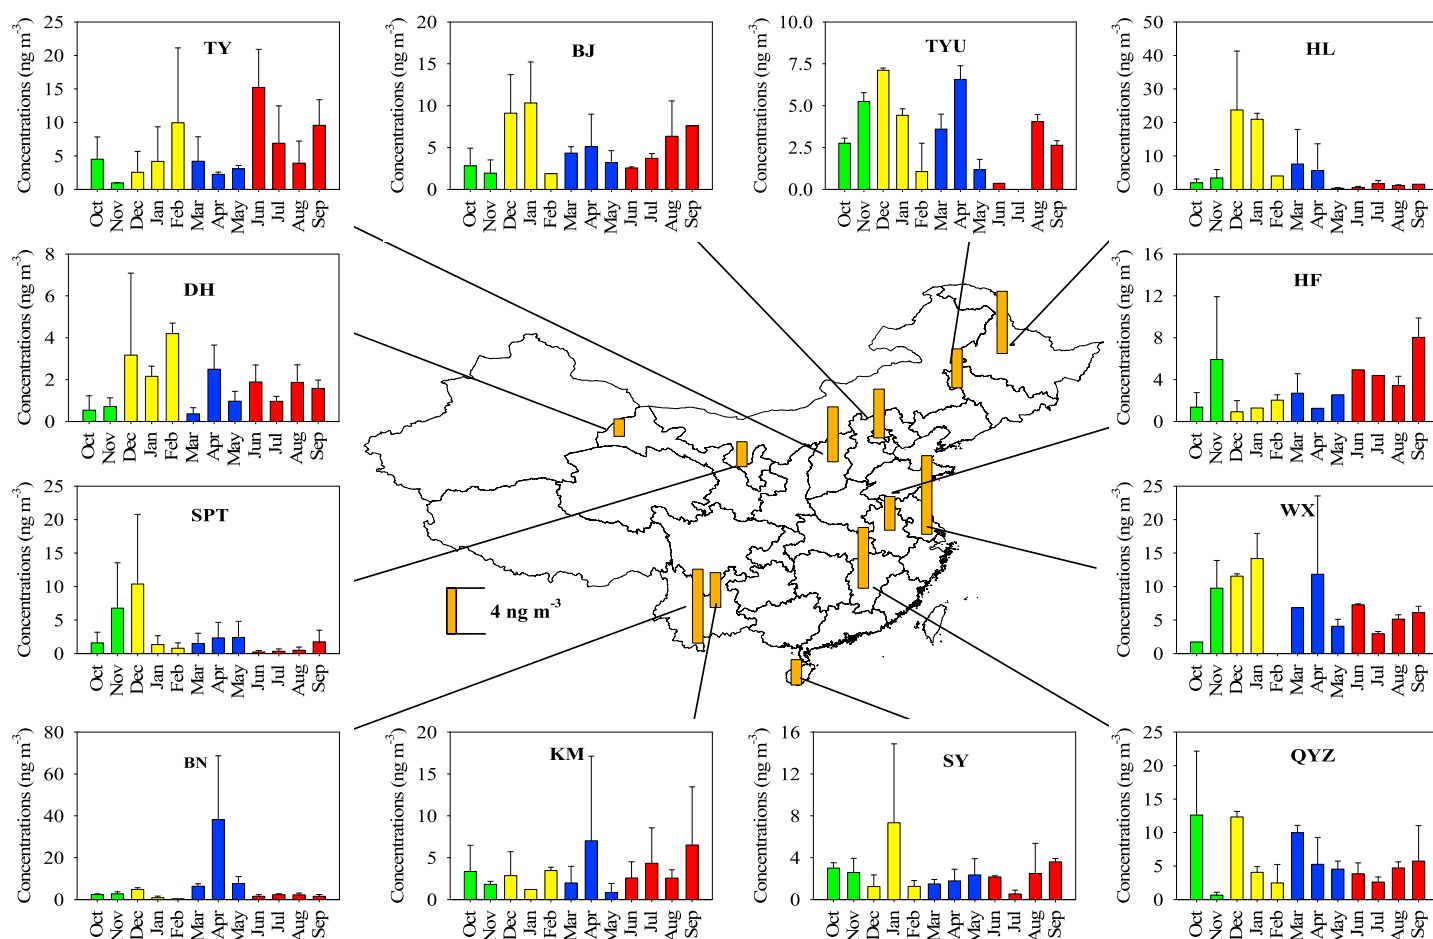 Concentrations (ng m-3)
25
20
15
10
5
0
TY
Oct Nov Dec Jan Feb Mar Apr May Jun Jul Aug Sep
Concentrations (ng m-3)
20
15
10
5
0
BJ
Oct Nov Dec Jan Feb Mar Apr May Jun Jul Aug Sep
Concentrations (ng m-3)
10.0
7.5
5.0
2.5
0.0
TYU
Oct Nov Dec Jan Feb Mar Apr May Jun Jul Aug Sep
Concentrations (ng m-3)
50
40
30
20
10
0
HL
Oct Nov Dec Jan Feb Mar Apr May Jun Jul Aug Sep
Concentrations (ng m-3)
8
6
4
2
0
DH
Oct Nov Dec Jan Feb Mar Apr May Jun Jul Aug Sep
Concentrations (ng m-3)
16
12
8
4
0
HF
Oct Nov Dec Jan Feb Mar Apr May Jun Jul Aug Sep
Concentrations (ng m-3)
25
20
15
10
5
0
SPT
Oct Nov Dec Jan Feb Mar Apr May Jun Jul Aug Sep
4 ng m-3
Concentrations (ng m-3)
25
20
15
10
5
0
WX
Oct Nov Dec Jan Feb Mar Apr May Jun Jul Aug Sep
Concentrations (ng m-3)
80
60
40
20
0
BN
Oct Nov Dec Jan Feb Mar Apr May Jun Jul Aug Sep
Concentrations (ng m-3)
20
15
10
5
0
KM
Oct Nov Dec Jan Feb Mar Apr May Jun Jul Aug Sep
Concentrations (ng m-3)
16
12
8
4
0
SY
Oct Nov Dec Jan Feb Mar Apr May Jun Jul Aug Sep
Concentrations (ng m-3)
25
20
15
10
5
0
QYZ
Oct Nov Dec Jan Feb Mar Apr May Jun Jul Aug Sep